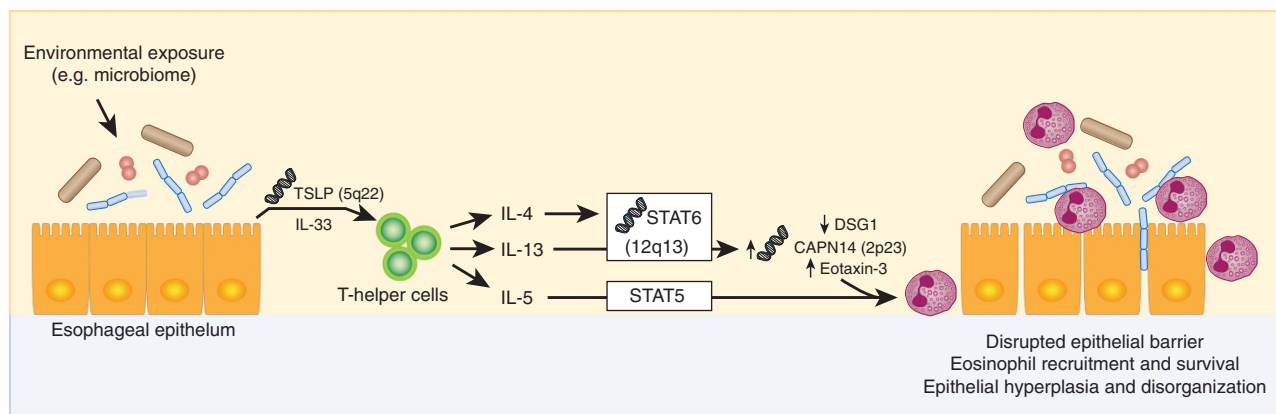 Environmental exposure
(e.g. microbiome)
TSLP (5q22)
IL-33
T-helper cells
IL-4
IL-13
IL-5
STAT6
(12q13)
STAT5
DSG1
CAPN14 (2p23)
Eotaxin-3
Esophageal epithelum
Disrupted epithelial barrier
Eosinophil recruitment and survival
Epithelial hyperplasia and disorganization